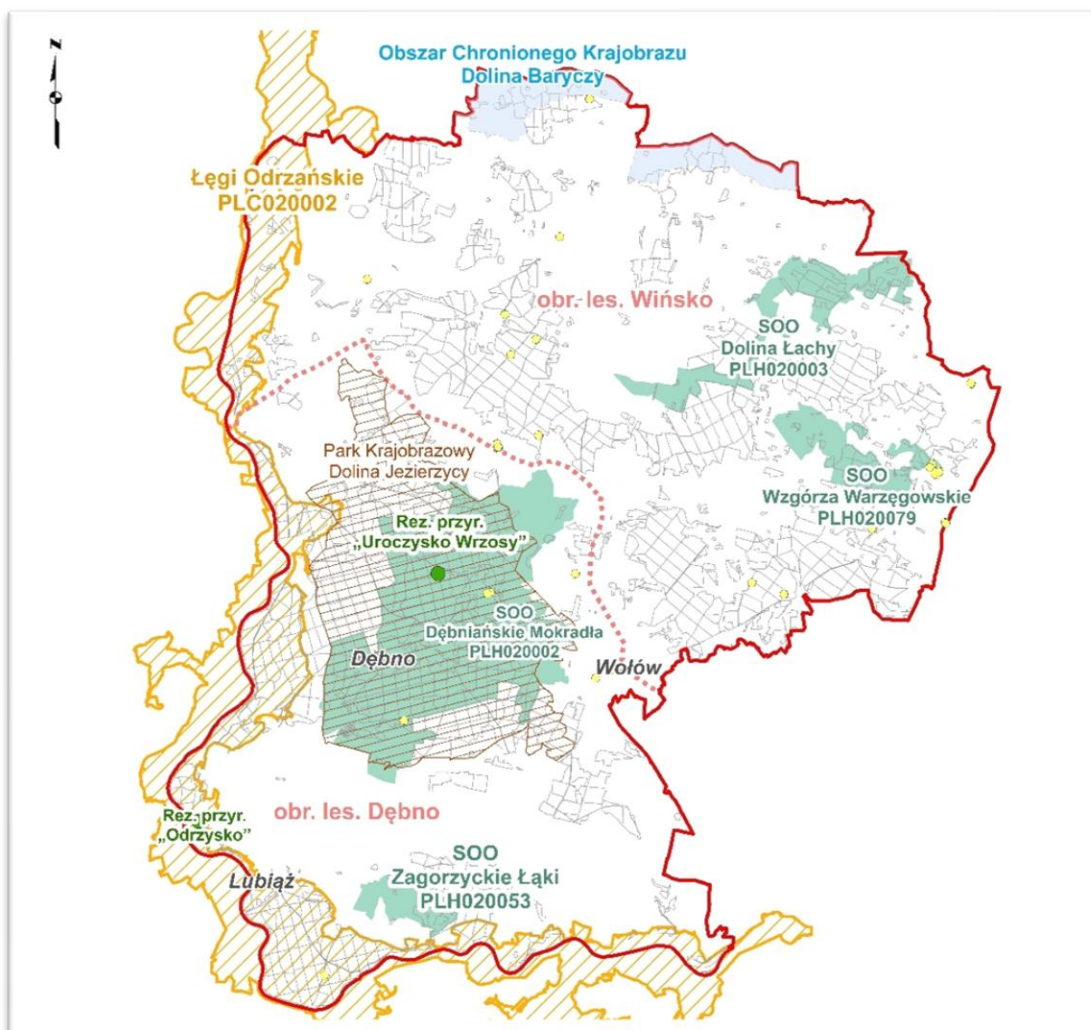 N
Obszar Chronionego Krajobrazu
Dolina Baryczy
Łęgi Odrzańskie
PLC020002
obr. les. Wińsko
SOO
Dolina Łachy
PLH020003
Park Krajobrazowy
Dolina Jezierzycy
SOO
Wzgórza Warzęgowskie
PLH020079
Rez. przyr.
„Uroczysko Wrzosy”
SOO
Dębniańskie Mokradła
PLH020002
Dębno
Wołów
obr. les. Dębno
Rez. przyr.
„Odrzysko”
SOO
Zagorzyckie Łąki
PLH020053
Lubiąż